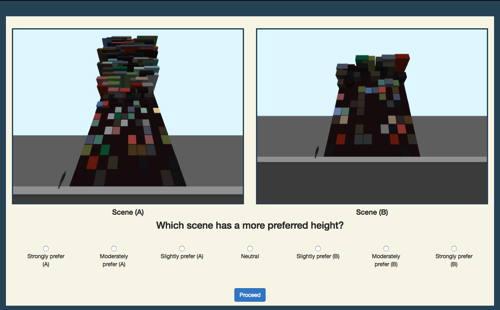 Scene (A) Scene (B)
Which scene has a more preferred height?
Strongly prefer (A)
Moderately prefer (A)
Slightly prefer (A)
Neutral
Slightly prefer (B)
Moderately prefer (B)
Strongly prefer (B)
Proceed